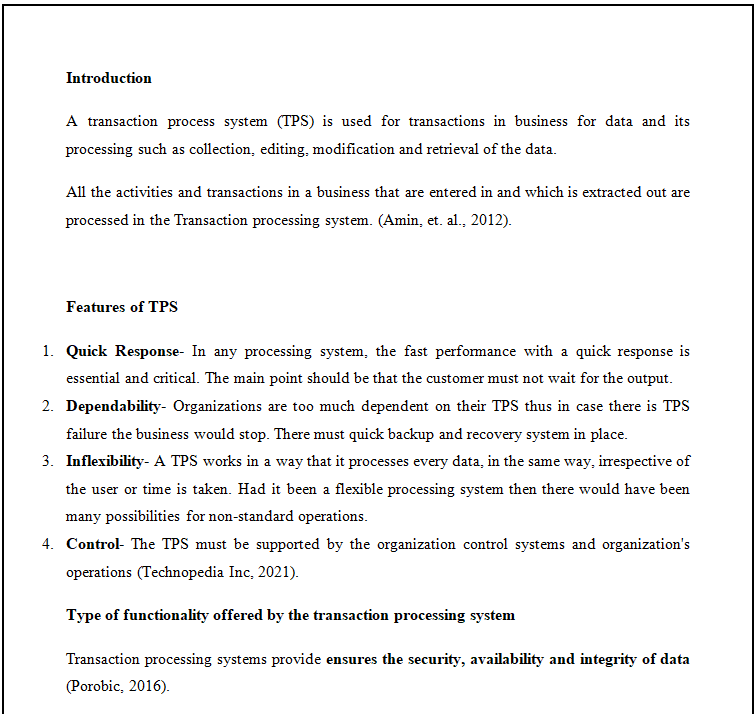 Introduction
A transaction process system (TPS) is used for transactions in business for data and its
processing such as collection, editing, modification and retrieval of the data.
All the activities and transactions in a business that are entered in and which is extracted out are
processed in the Transaction processing system. (Amin, et. al., 2012).
Features of TPS
1. Quick Response- In any processing system, the fast performance with a quick response is
essential and critical. The main point should be that the customer must not wait for the output.
2. Dependability- Organizations are too much dependent on their TPS thus in case there is TPS
failure the business would stop. There must quick backup and recovery system in place.
3. Inflexibility- A TPS works in a way that it processes every data, in the same way, irrespective of
the user or time is taken. Had it been a flexible processing system then there would have been
many possibilities for non-standard operations.
4. Control- The TPS must be supported by the organization control systems and organization's
operations (Technopedia Inc, 2021).
Type of functionality offered by the transaction processing system
Transaction processing systems provide ensures the security, availability and integrity of data
(Porobic, 2016).